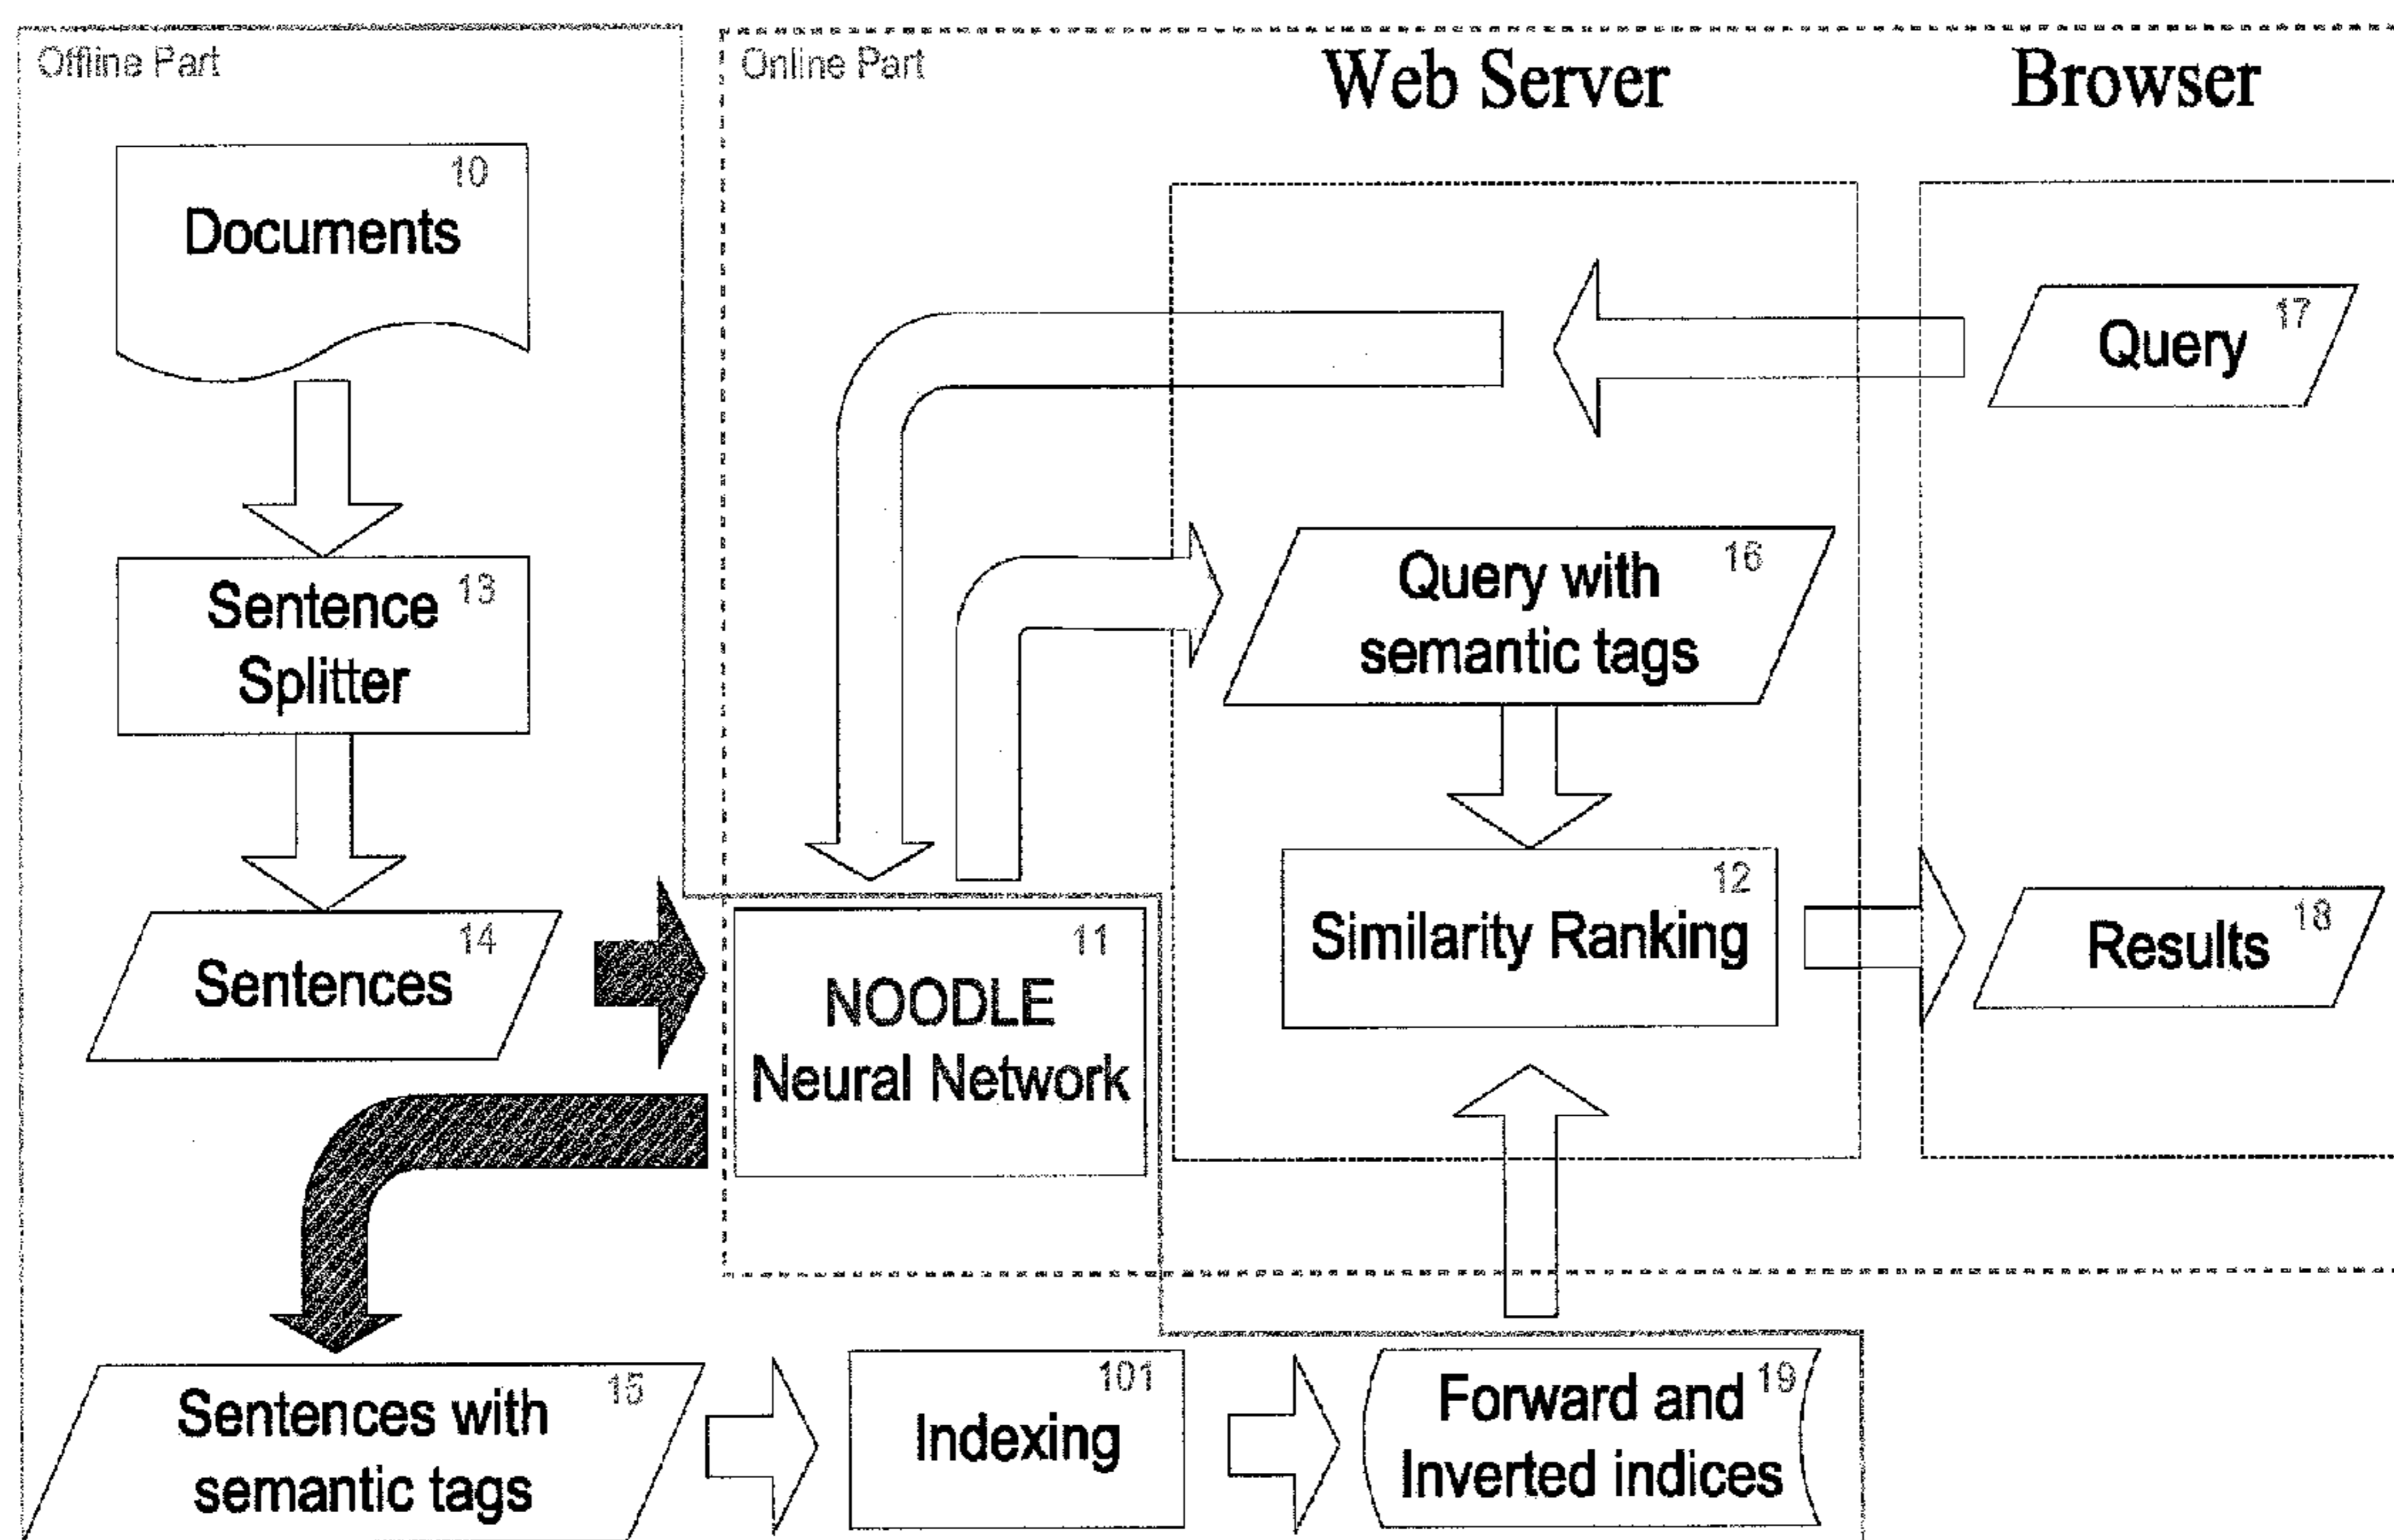 Offline Part
Online Part
Web Server
Browser
10
Documents
17
Query
13
Sentence
Splitter
16
Query with
semantic tags
14
Sentences
11
NOODLE
Neural Network
12
Similarity Ranking
18
Results
15
Sentences with
semantic tags
101
Indexing
19
Forward and
Inverted indices